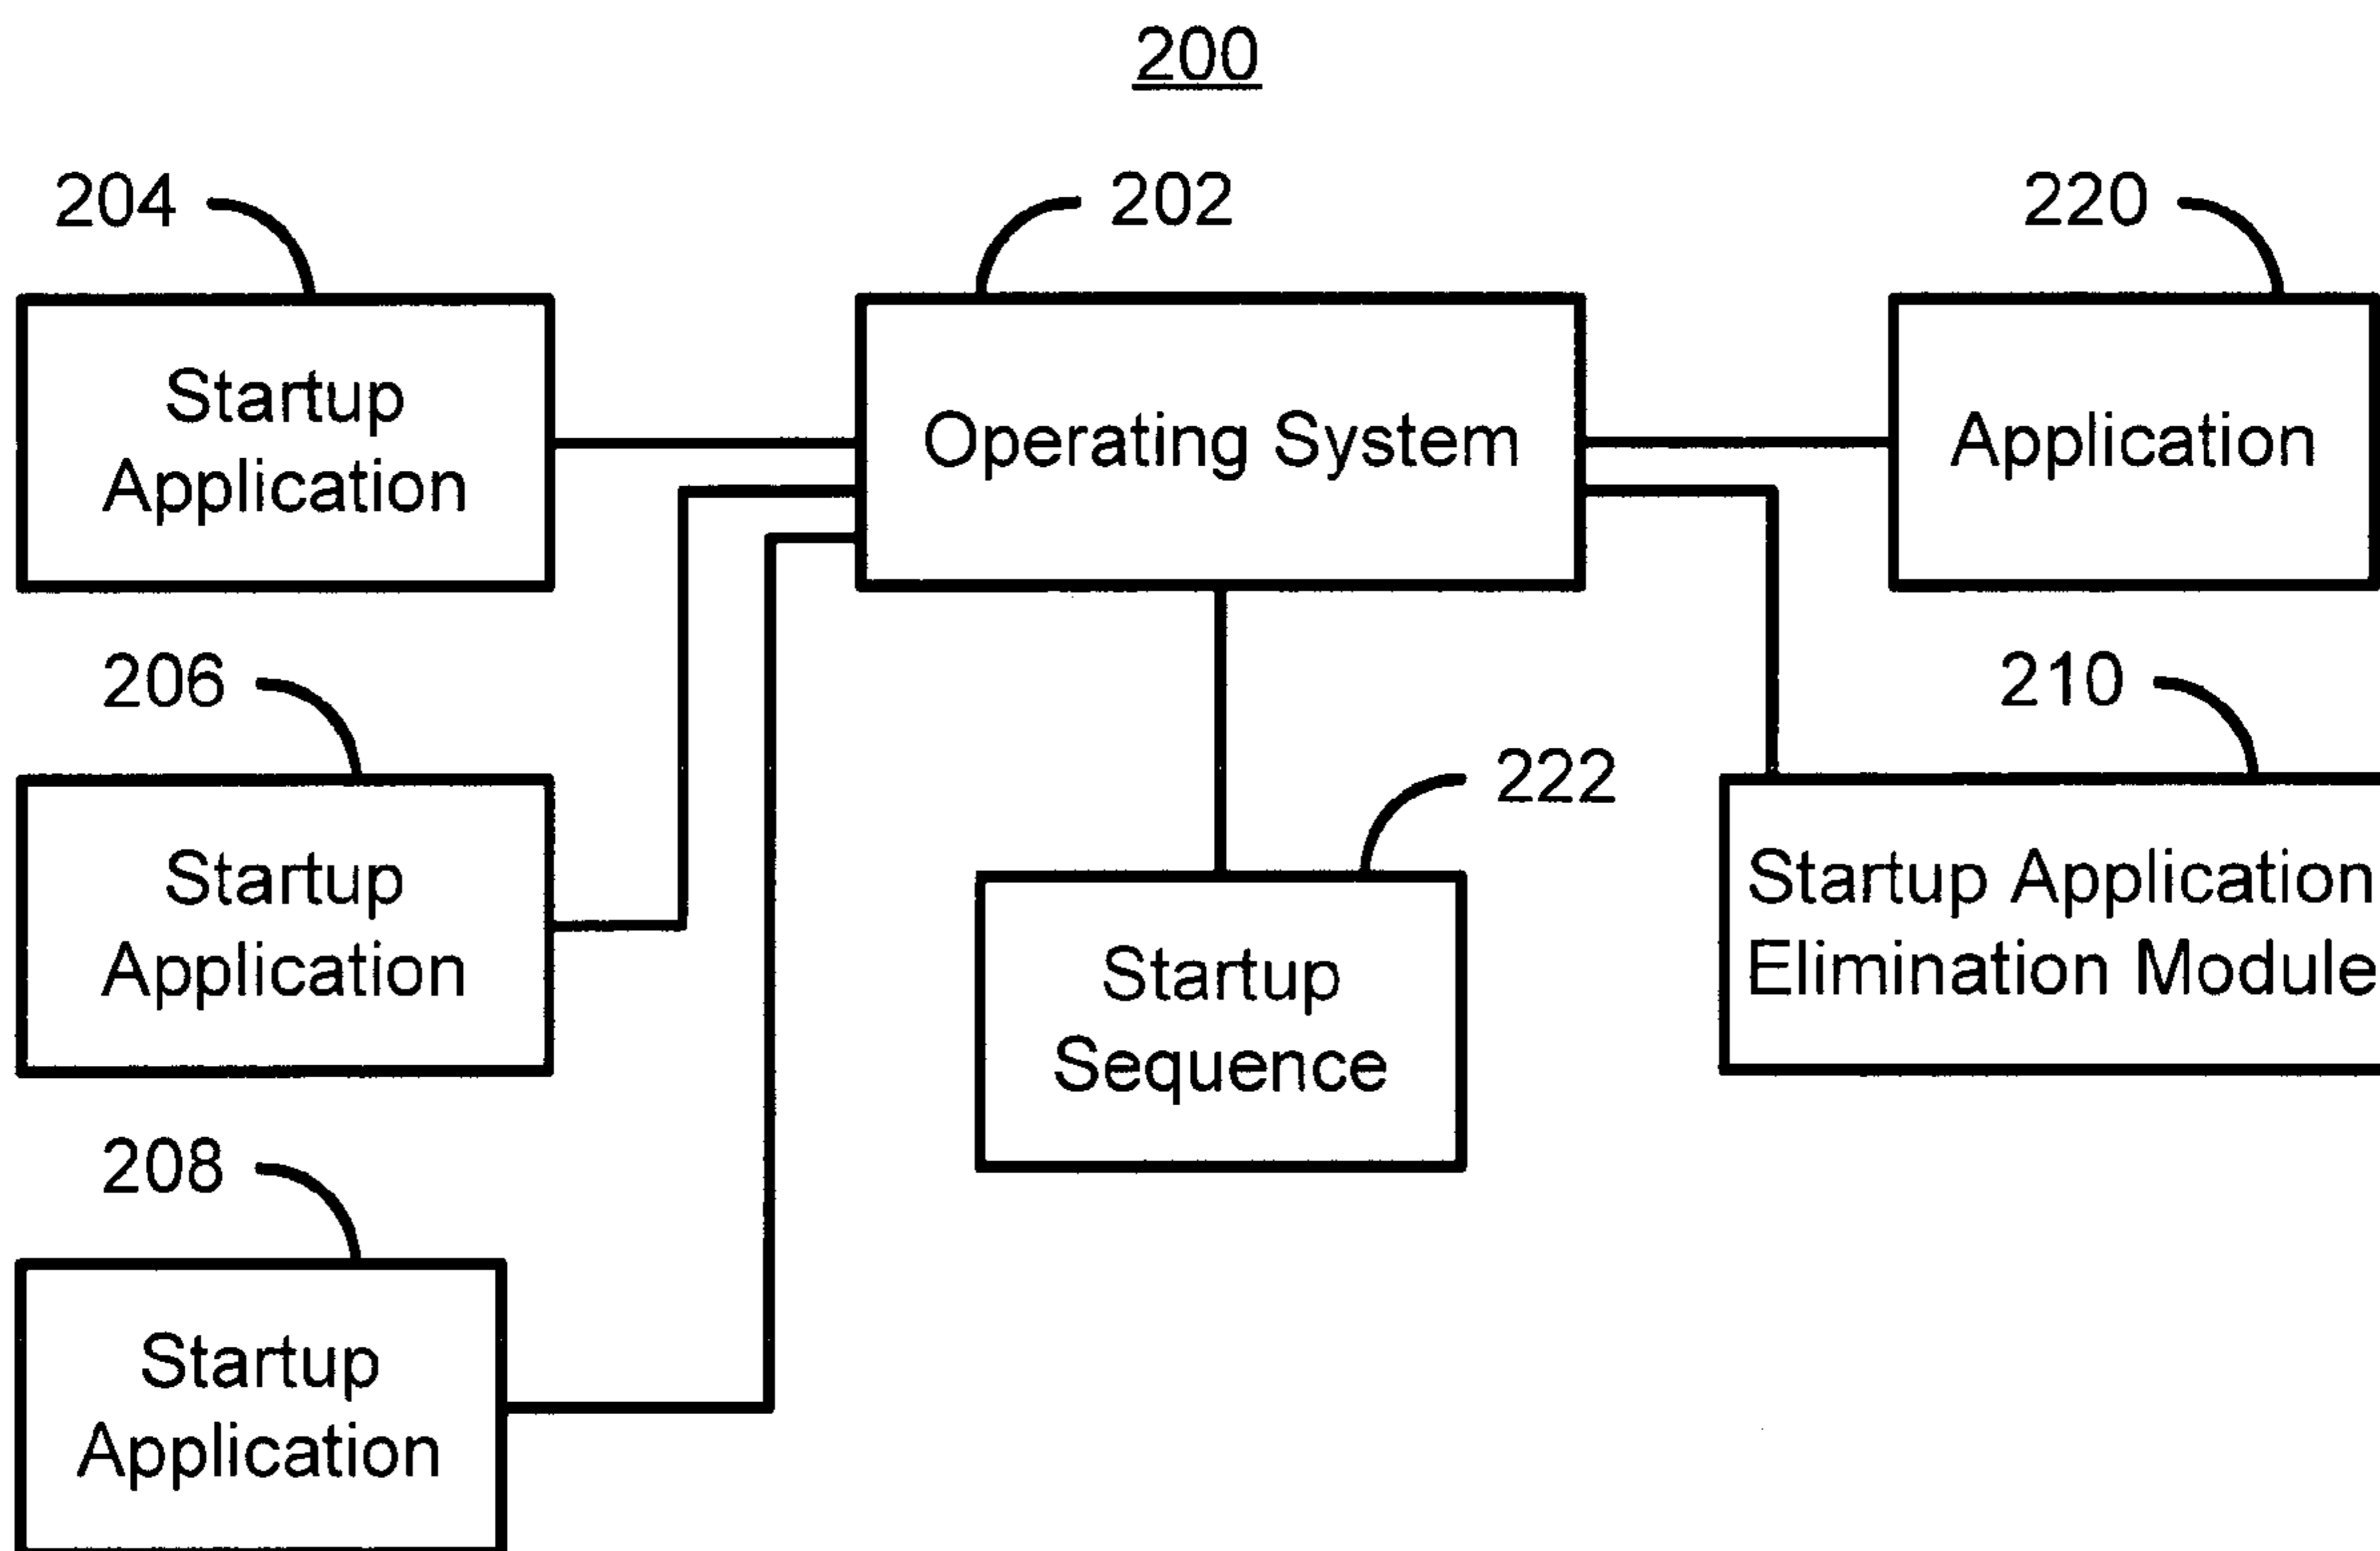 200
204
202
220
Startup
Application
Operating System
Application
206
210
222
Startup
Application
Startup Application
Elimination Module
Startup
Sequence
208
Startup
Application